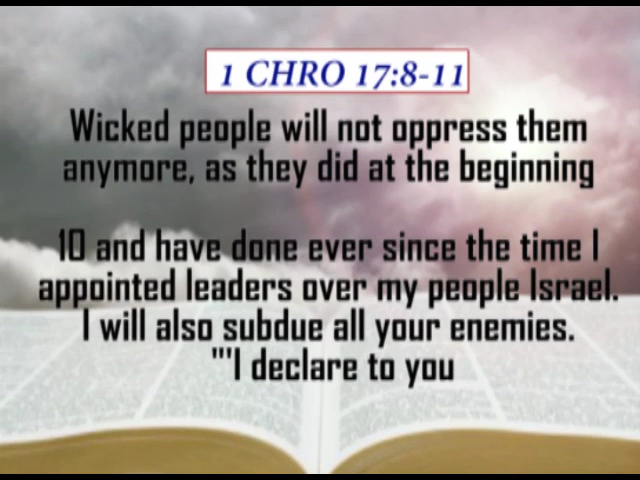 1 CHRO 17:8-11
Wicked people will not oppress them
anymore, as they did at the beginning
10 and have done ever since the time I
appointed leaders over my people Israel.
I will also subdue all your enemies.
"'I declare to you